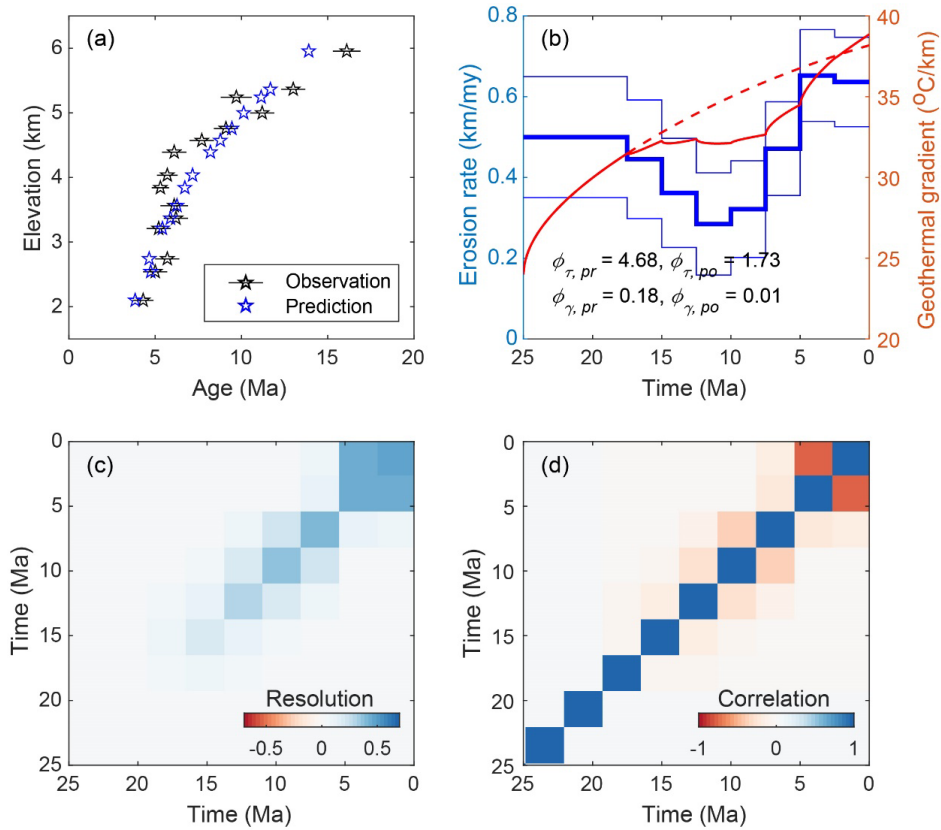 (a)
6
5
4
3
2
Elevation (km)
Observation
Prediction
0 5 10 15 20
Age (Ma)
(b)
0.8
0.6
0.4
0.2
0
Erosion rate (km/my)
40
35
30
25
20
Geothermal gradient (°C/km)
ϕτ, pr = 4.68, ϕτ, po = 1.73
ϕγ, pr = 0.18, ϕγ, po = 0.01
25 20 15 10 5 0
Time (Ma)
(c)
0
5
10
15
20
25
Time (Ma)
Resolution
-0.5 0 0.5
25 20 15 10 5 0
Time (Ma)
(d)
0
5
10
15
20
25
Time (Ma)
Correlation
-1 0 1
25 20 15 10 5 0
Time (Ma)